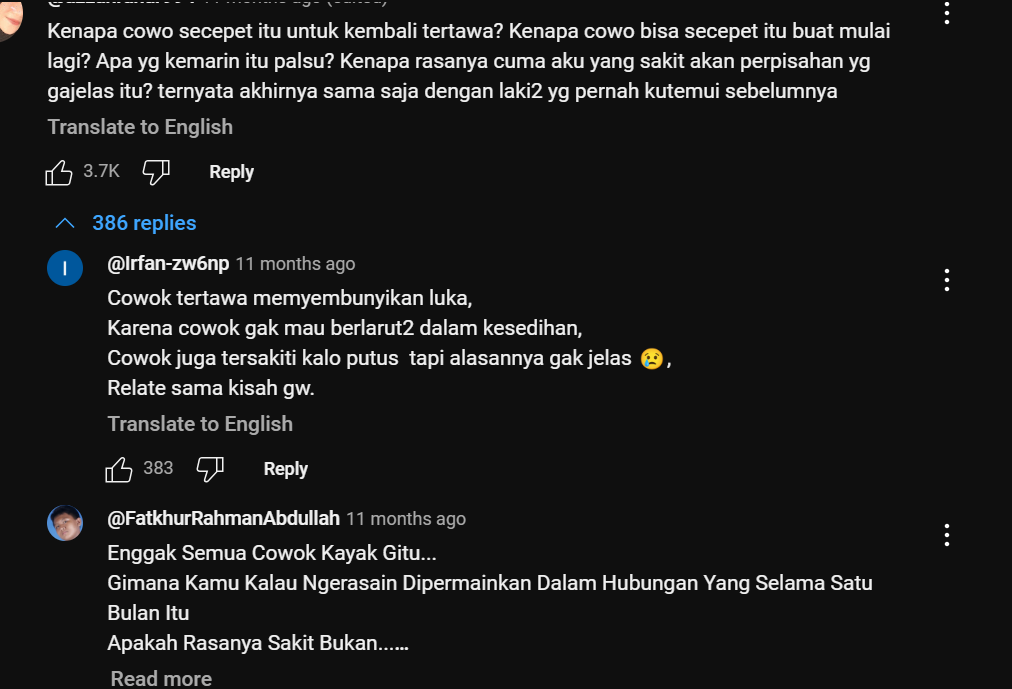 Kenapa cowo secepet itu untuk kembali tertawa? Kenapa cowo bisa secepet itu buat mulai
lagi? Apa yg kemarin itu palsu? Kenapa rasanya cuma aku yang sakit akan perpisahan yg
gajelas itu? ternyata akhirnya sama saja dengan laki2 yg pernah kutemui sebelumnya
Translate to English
3.7K Reply
386 replies
I @Irfan-zw6np 11 months ago
Cowok tertawa memyembunyikan luka,
Karena cowok gak mau berlarut2 dalam kesedihan,
Cowok juga tersakiti kalo putus  tapi alasannya gak jelas 😢,
Relate sama kisah gw.
Translate to English
383 Reply
@FatkhurRahmanAbdullah 11 months ago
Enggak Semua Cowok Kayak Gitu...
Gimana Kamu Kalau Ngerasain Dipermainkan Dalam Hubungan Yang Selama Satu
Bulan Itu
Apakah Rasanya Sakit Bukan......
Read more